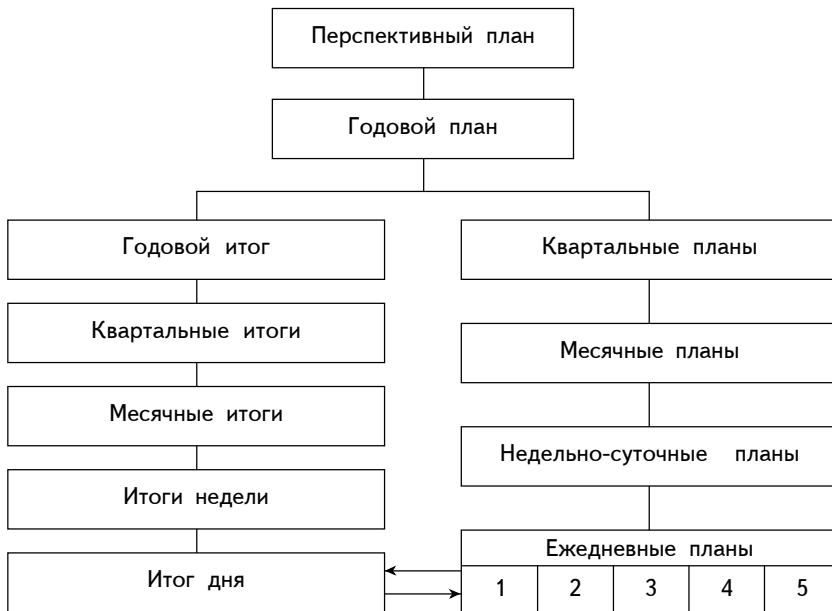 Перспективный план
Годовой план
Годовой итог
Квартальные планы
Квартальные итоги
Месячные планы
Месячные итоги
Недельно-суточные планы
Итоги недели
Ежедневные планы
Итог дня
1 2 3 4 5